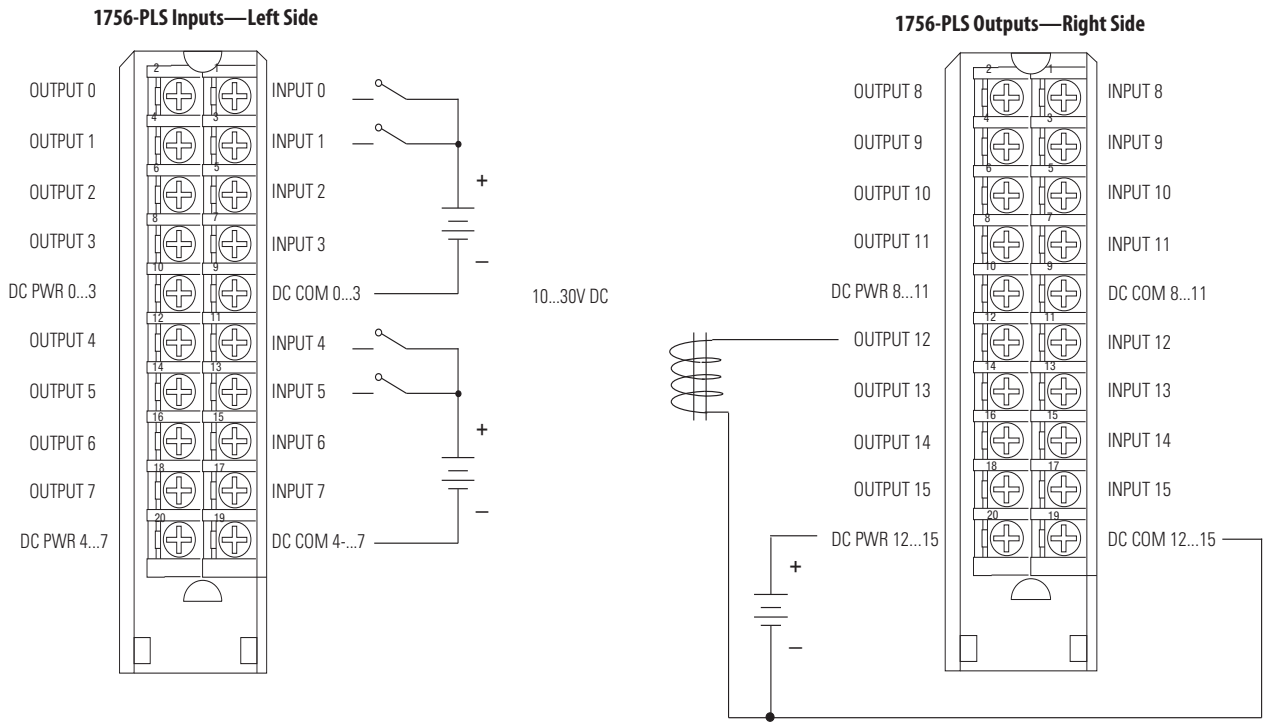 1756-PLS Inputs—Left Side
2 1
OUTPUT 0 INPUT 0
4 3
OUTPUT 1 INPUT 1
6 5
OUTPUT 2 INPUT 2
+
8 7
OUTPUT 3 INPUT 3
–
10 9
DC PWR 0...3 DC COM 0...3
12 11
OUTPUT 4 INPUT 4
14 13
OUTPUT 5 INPUT 5
16 15
+
OUTPUT 6 INPUT 6
18 17
OUTPUT 7 INPUT 7
–
20 19
DC PWR 4...7 DC COM 4-...7
10...30V DC
1756-PLS Outputs—Right Side
2 1
OUTPUT 8 INPUT 8
4 3
OUTPUT 9 INPUT 9
6 5
OUTPUT 10 INPUT 10
8 7
OUTPUT 11 INPUT 11
10 9
DC PWR 8...11 DC COM 8...11
12 11
OUTPUT 12 INPUT 12
14 13
OUTPUT 13 INPUT 13
16 15
OUTPUT 14 INPUT 14
18 17
OUTPUT 15 INPUT 15
20 19
DC PWR 12...15 DC COM 12...15
+
–